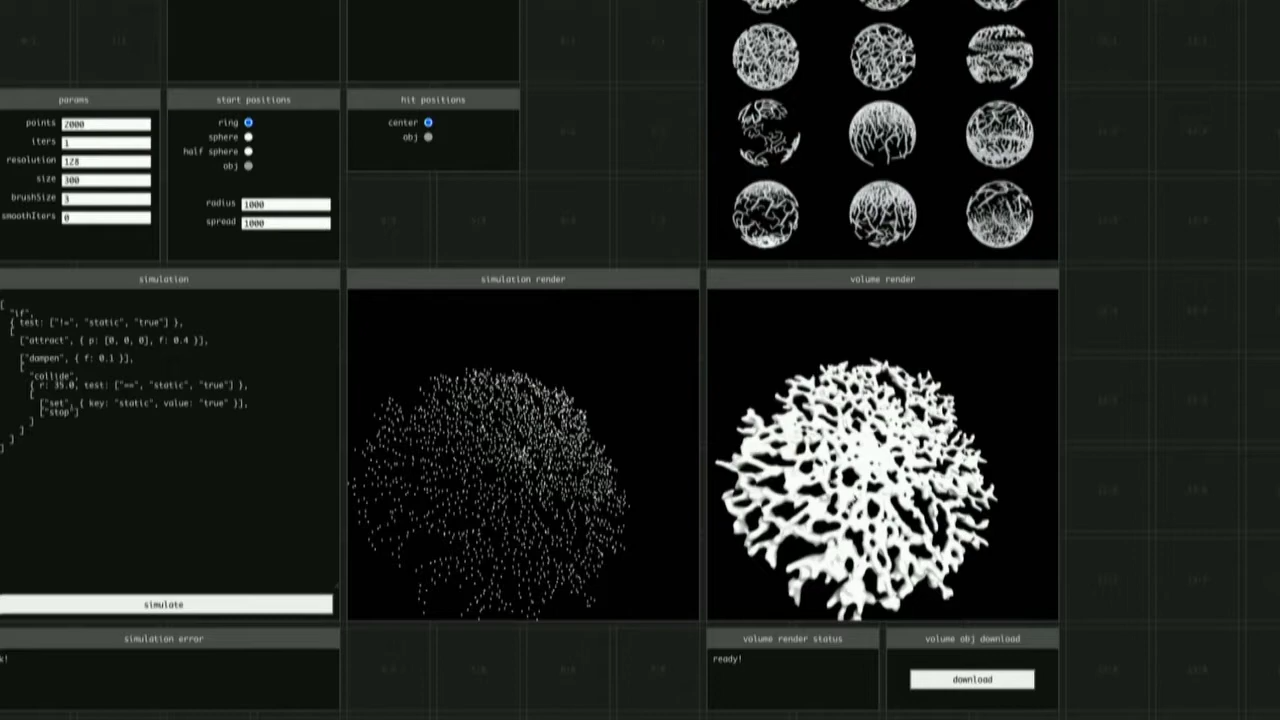 params
start positions
hit positions
points 2000
iters 1
resolution 128
size 300
brushSize 3
smoothIters 0
ring
sphere
half sphere
obj
radius 1000
spread 1000
center
obj
simulation
simulation render
volume render
[
"if",
{ test: ["!=", "static", "true"] },
[
["attract", { p: [0, 0, 0], f: 0.4 }],
["dampen", { f: 0.1 }],
[
"collide",
{ r: 35.0, test: ["==", "static", "true"] },
[
["set", { key: "static", value: "true" }],
["stop"]
]
]
]
]
simulate
simulation error
volume render status
ready!
volume obj download
download